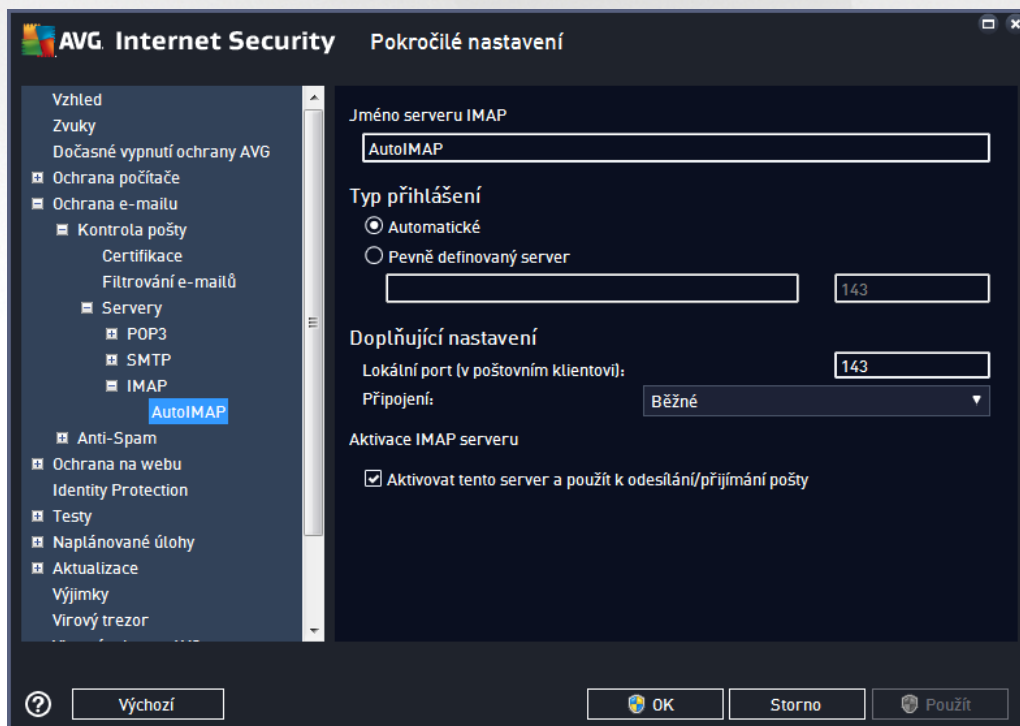 AVG. Internet Security Pokročilé nastavení
Vzhled
Zvuky
Dočasné vypnutí ochrany AVG
Ochrana počítače
Ochrana e-mailu
Kontrola pošty
Certifikace
Filtrování e-mailů
Servery
POP3
SMTP
IMAP
AutoIMAP
Anti-Spam
Ochrana na webu
Identity Protection
Testy
Naplánované úlohy
Aktualizace
Výjimky
Virový trezor
Jméno serveru IMAP
AutoIMAP
Typ přihlášení
Automatické
Pevně definovaný server
143
Doplňující nastavení
Lokální port (v poštovním klientovi): 143
Připojení: Běžné
Aktivace IMAP serveru
Aktivovat tento server a použít k odesílání/přijímání pošty
Výchozí OK Storno Použít